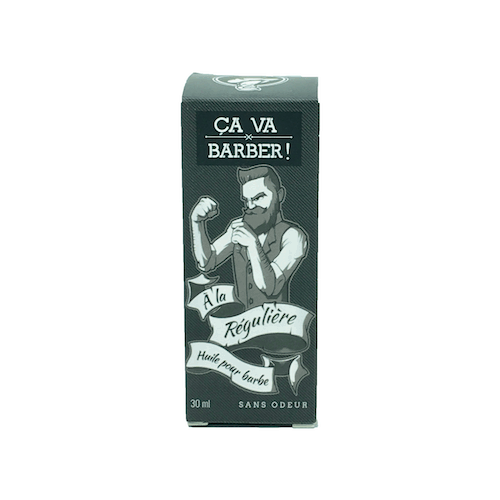 ÇA VA
BARBER!
À la
Régulière
Huile pour barbe
30 ml
SANS ODEUR